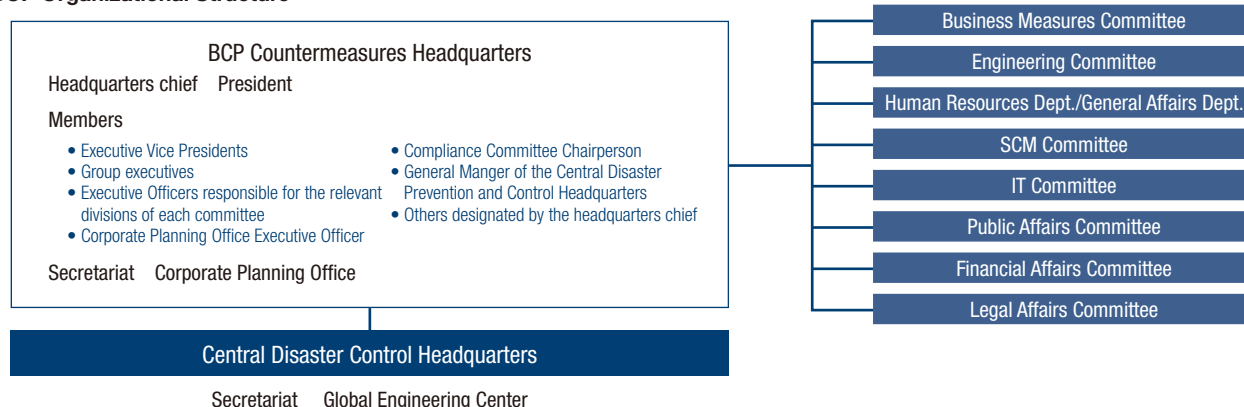 BCP Organizational Structure
BCP Countermeasures Headquarters
Headquarters chief President
Members
• Executive Vice Presidents
• Group executives
• Executive Officers responsible for the relevant
divisions of each committee
• Corporate Planning Office Executive Officer
• Compliance Committee Chairperson
• General Manger of the Central Disaster
Prevention and Control Headquarters
• Others designated by the headquarters chief
Secretariat Corporate Planning Office
Central Disaster Control Headquarters
Secretariat Global Engineering Center
Business Measures Committee
Engineering Committee
Human Resources Dept./General Affairs Dept.
SCM Committee
IT Committee
Public Affairs Committee
Financial Affairs Committee
Legal Affairs Committee